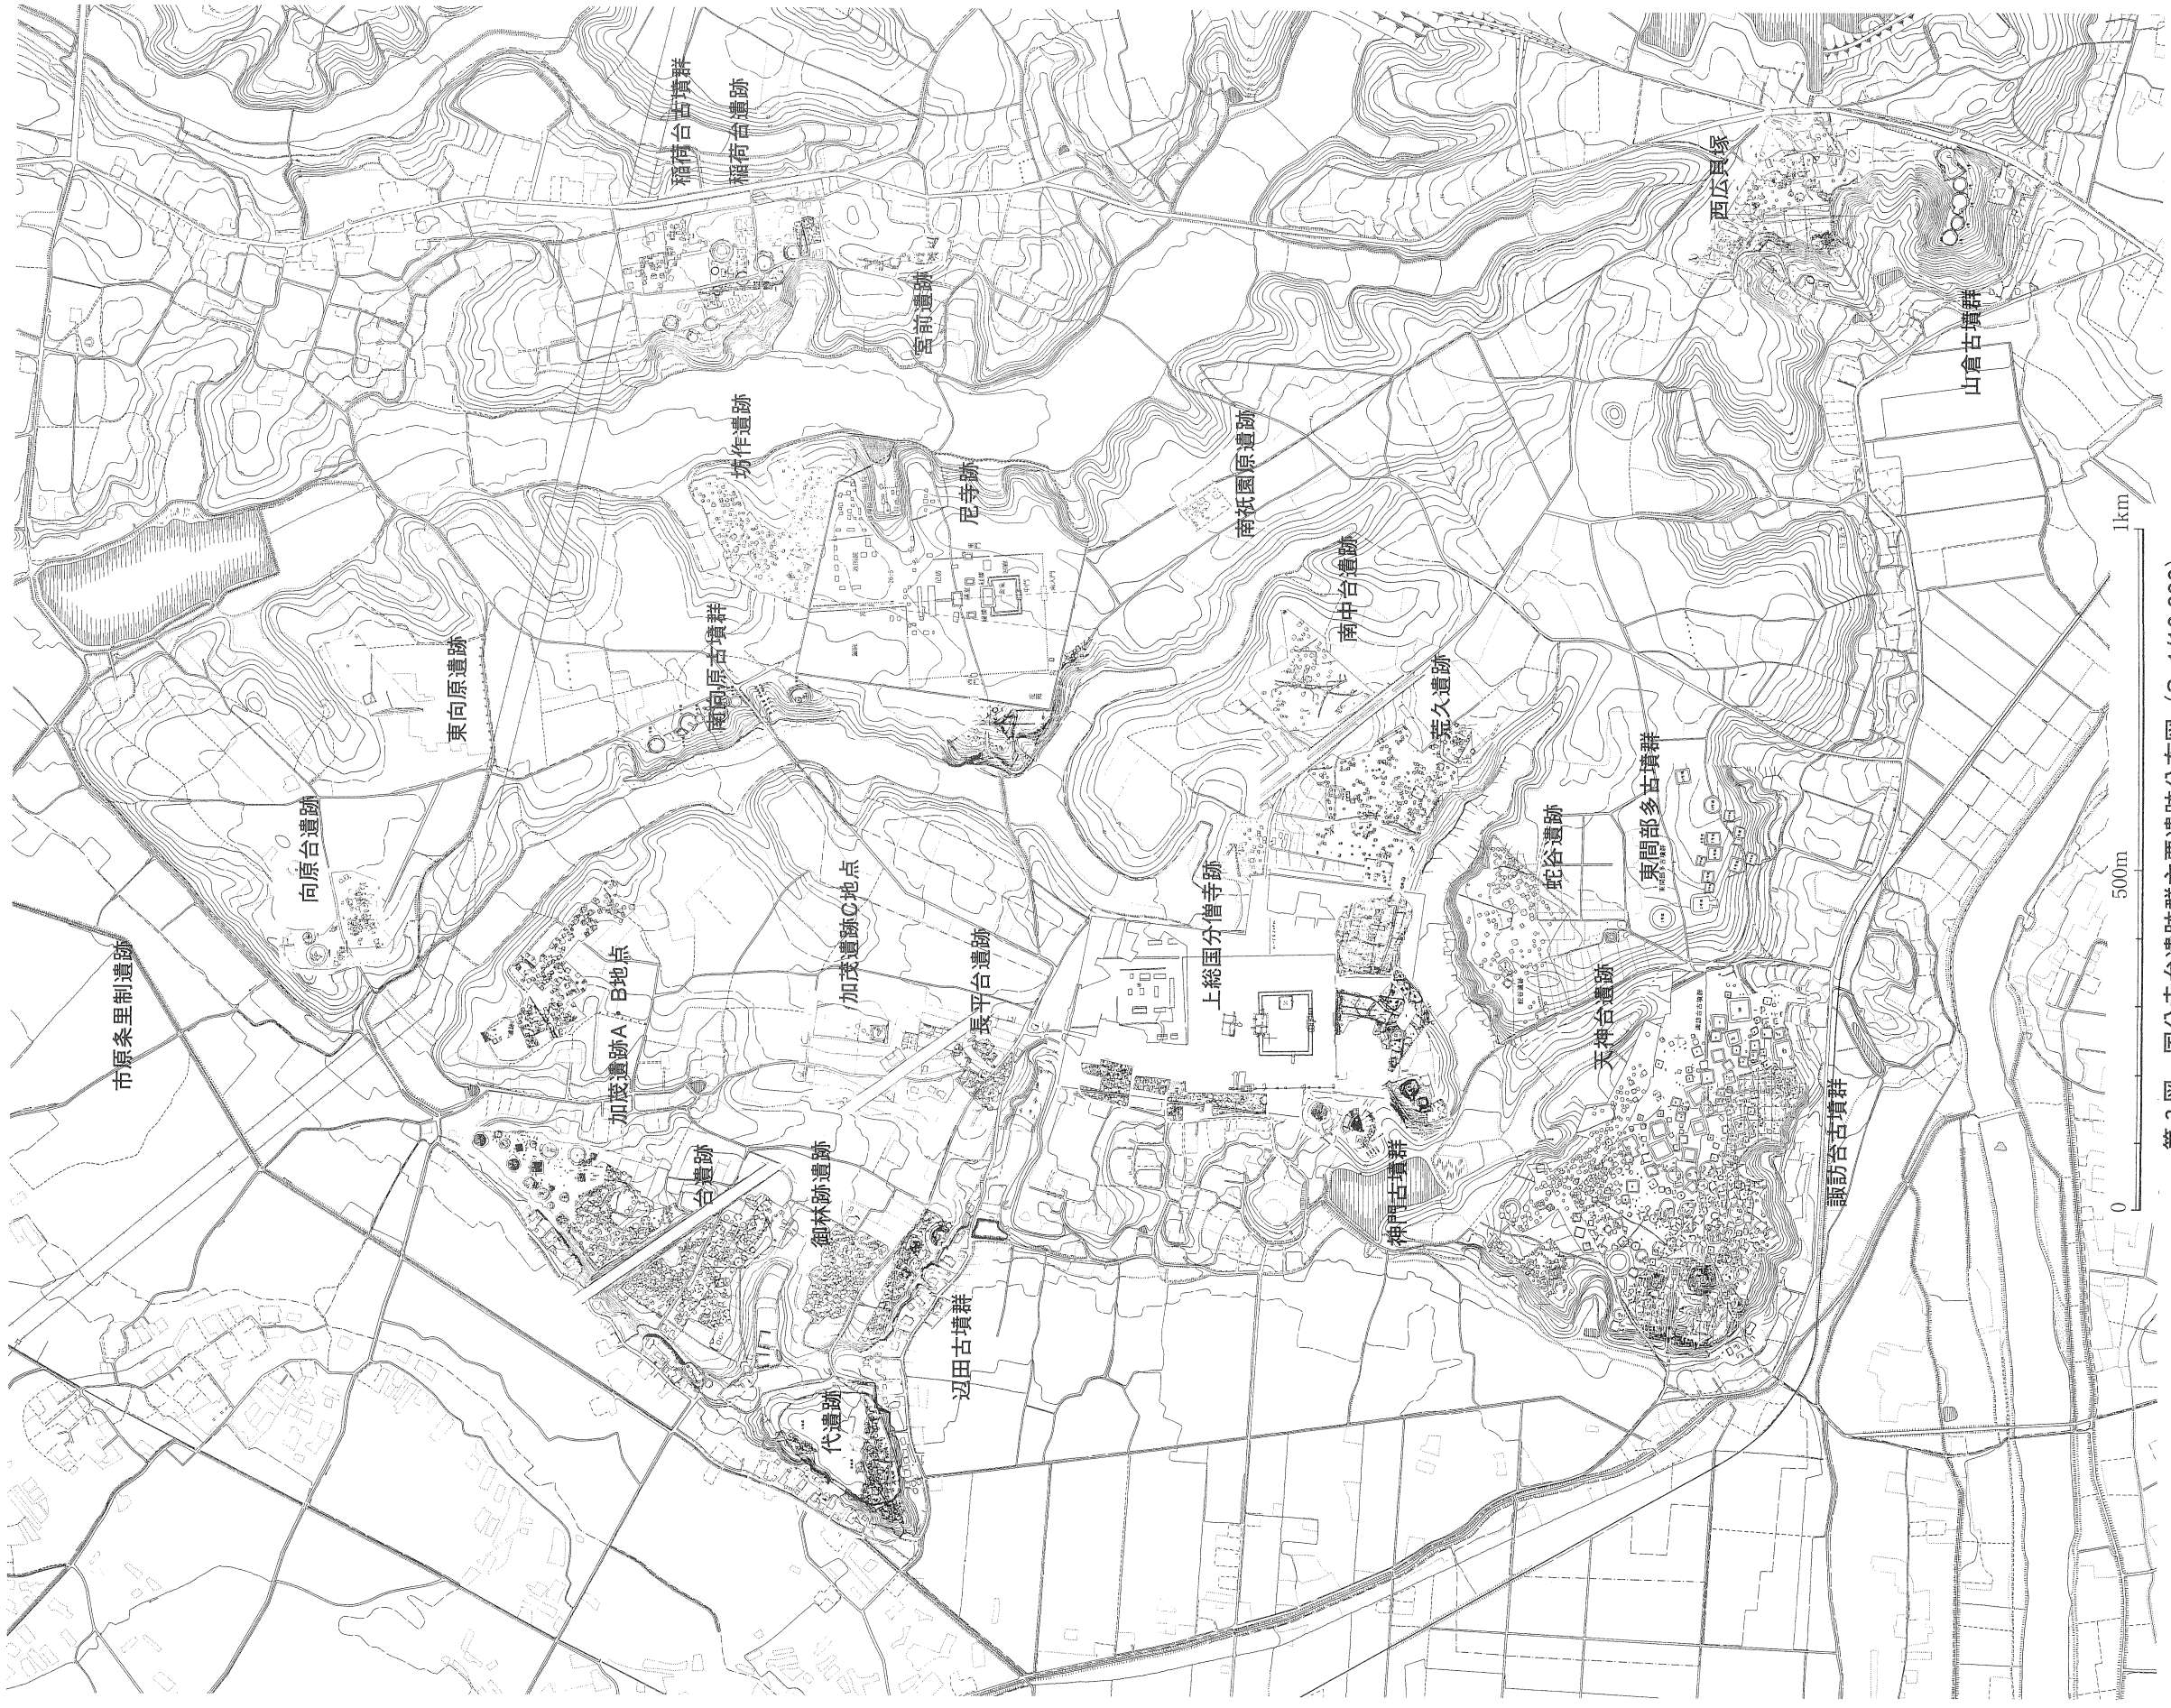 市原条里制遺跡
向原台遺跡
東向原遺跡
稲荷台古墳群
稲荷台遺跡
坊作遺跡
南向原古墳群
宮前遺跡
尼寺跡
加茂遺跡A・B地点
加茂遺跡C地点
台遺跡
御林跡遺跡
長平台遺跡
代遺跡
辺田古墳群
上総国分僧寺跡
南祇園原遺跡
南中台遺跡
荒久遺跡
神門古墳群
蛇谷遺跡
東間部多古墳群
天神台遺跡
諏訪台古墳群
西広貝塚
山倉古墳群
0
500m
1km